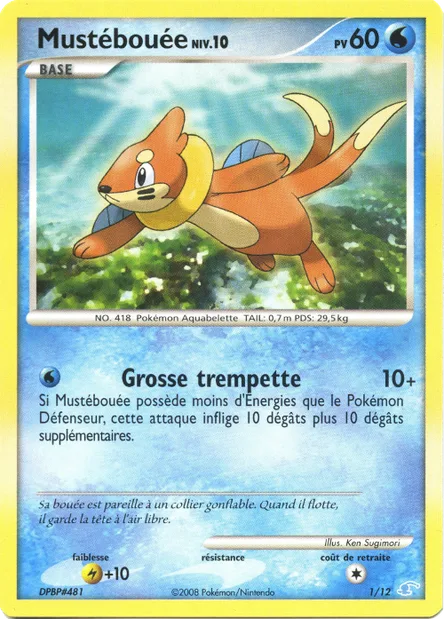 Mustébouée NIV.10 PV 60
BASE
NO. 418 Pokémon Aquabelette TAIL: 0,7 m PDS: 29,5 kg
Grosse trempette 10+
Si Mustébouée possède moins d'Énergies que le Pokémon
Défenseur, cette attaque inflige 10 dégâts plus 10 dégâts
supplémentaires.
Sa bouée est pareille à un collier gonflable. Quand il flotte,
il garde la tête à l'air libre.
Illus. Ken Sugimori
faiblesse résistance coût de retraite
+10
DPBP#481 ©2008 Pokémon/Nintendo 1/12